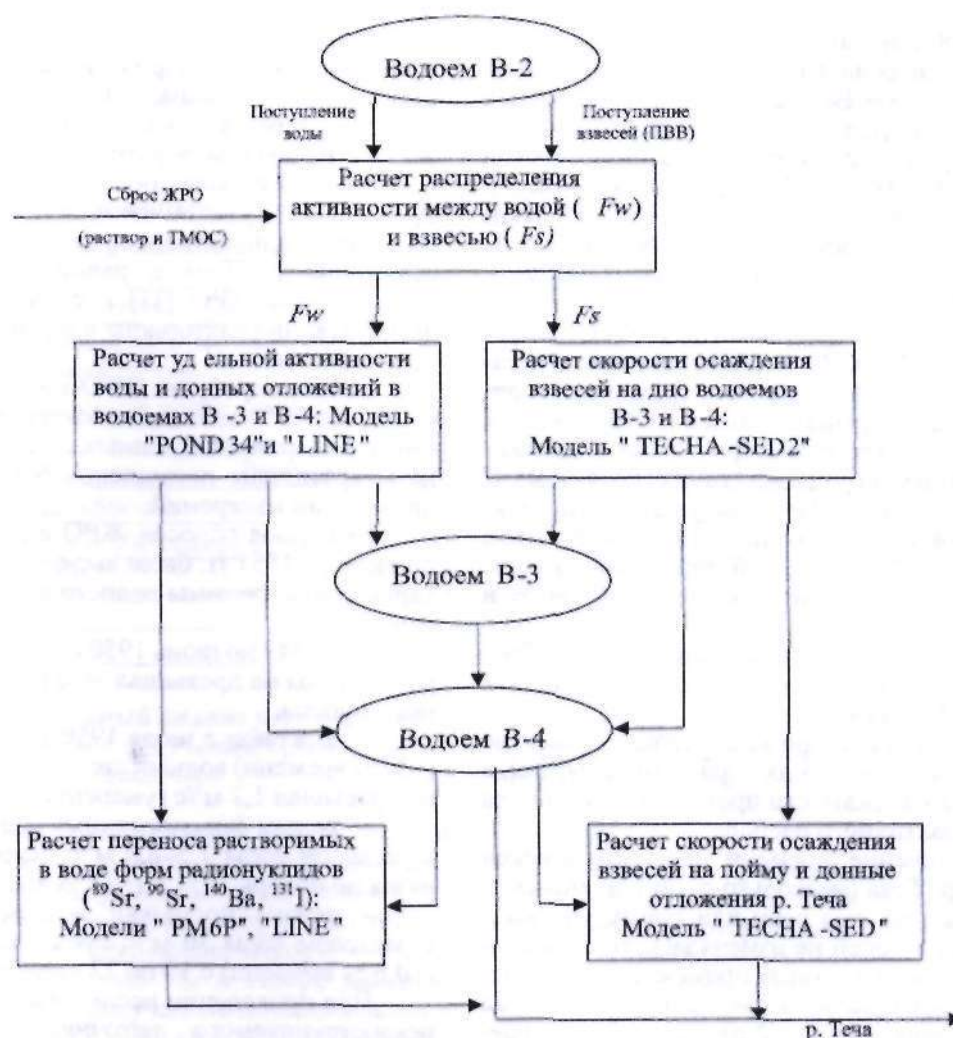 Водоем В-2
Поступление
воды
Поступление
взвесей (ПВВ)
Сброс ЖРО
(раствор и ТМОС)
Расчет распределения
активности между водой ( Fw)
и взвесью ( Fs)
Fw
Fs
Расчет уд ельной активности
воды и донных отложений в
водоемах В -3 и В-4: Модель
"POND34"и "LINE"
Расчет скорости осаждения
взвесей на дно водоемов
В-3 и В-4:
Модель " TECHA-SED2"
Водоем В-3
Водоем В-4
Расчет переноса растворимых
в воде форм радионуклидов
(⁸⁹Sr, ⁹⁰Sr, ¹⁴⁰Ba, ¹³¹I):
Модели " PM6P", "LINE"
Расчет скорости осаждения
взвесей на пойму и донные
отложения р. Теча
Модель " TECHA -SED"
р. Теча